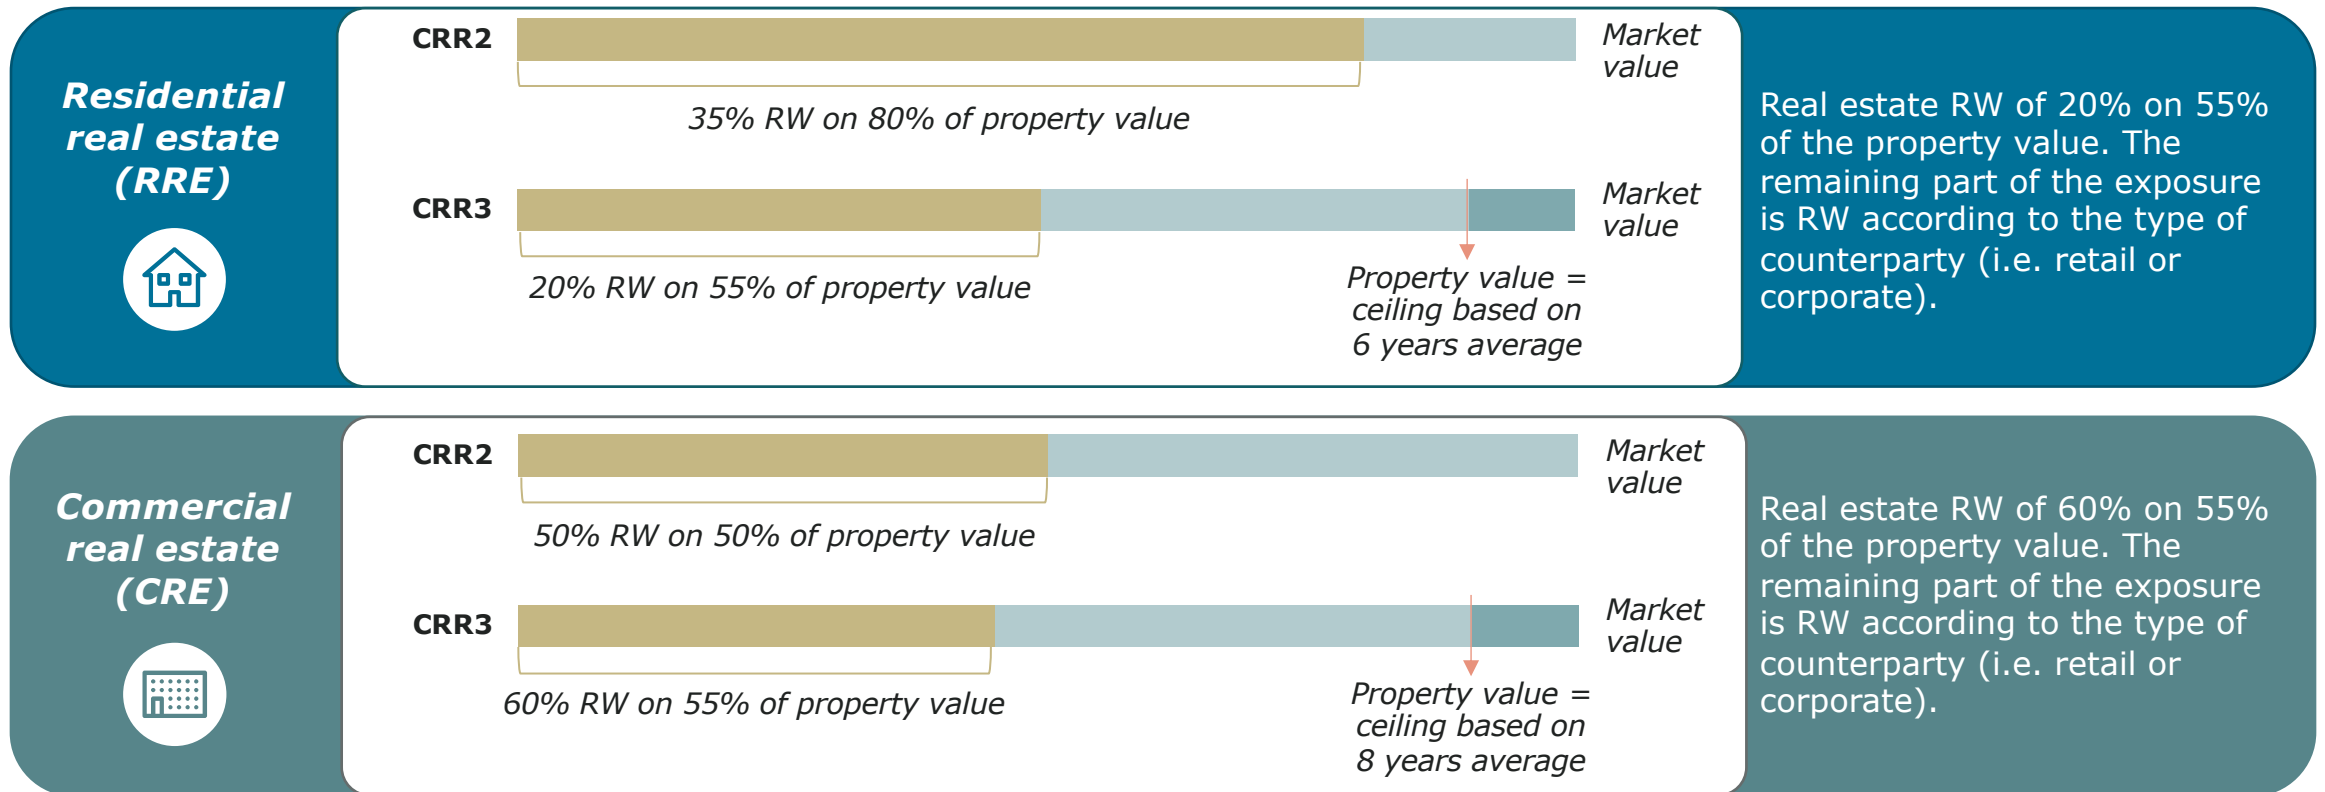 Residential
real estate
(RRE)
CRR2
Market
value
35% RW on 80% of property value
CRR3
Market
value
20% RW on 55% of property value
Property value =
ceiling based on
6 years average
Real estate RW of 20% on 55%
of the property value. The
remaining part of the exposure
is RW according to the type of
counterparty (i.e. retail or
corporate).
Commercial
real estate
(CRE)
CRR2
Market
value
50% RW on 50% of property value
CRR3
Market
value
60% RW on 55% of property value
Property value =
ceiling based on
8 years average
Real estate RW of 60% on 55%
of the property value. The
remaining part of the exposure
is RW according to the type of
counterparty (i.e. retail or
corporate).